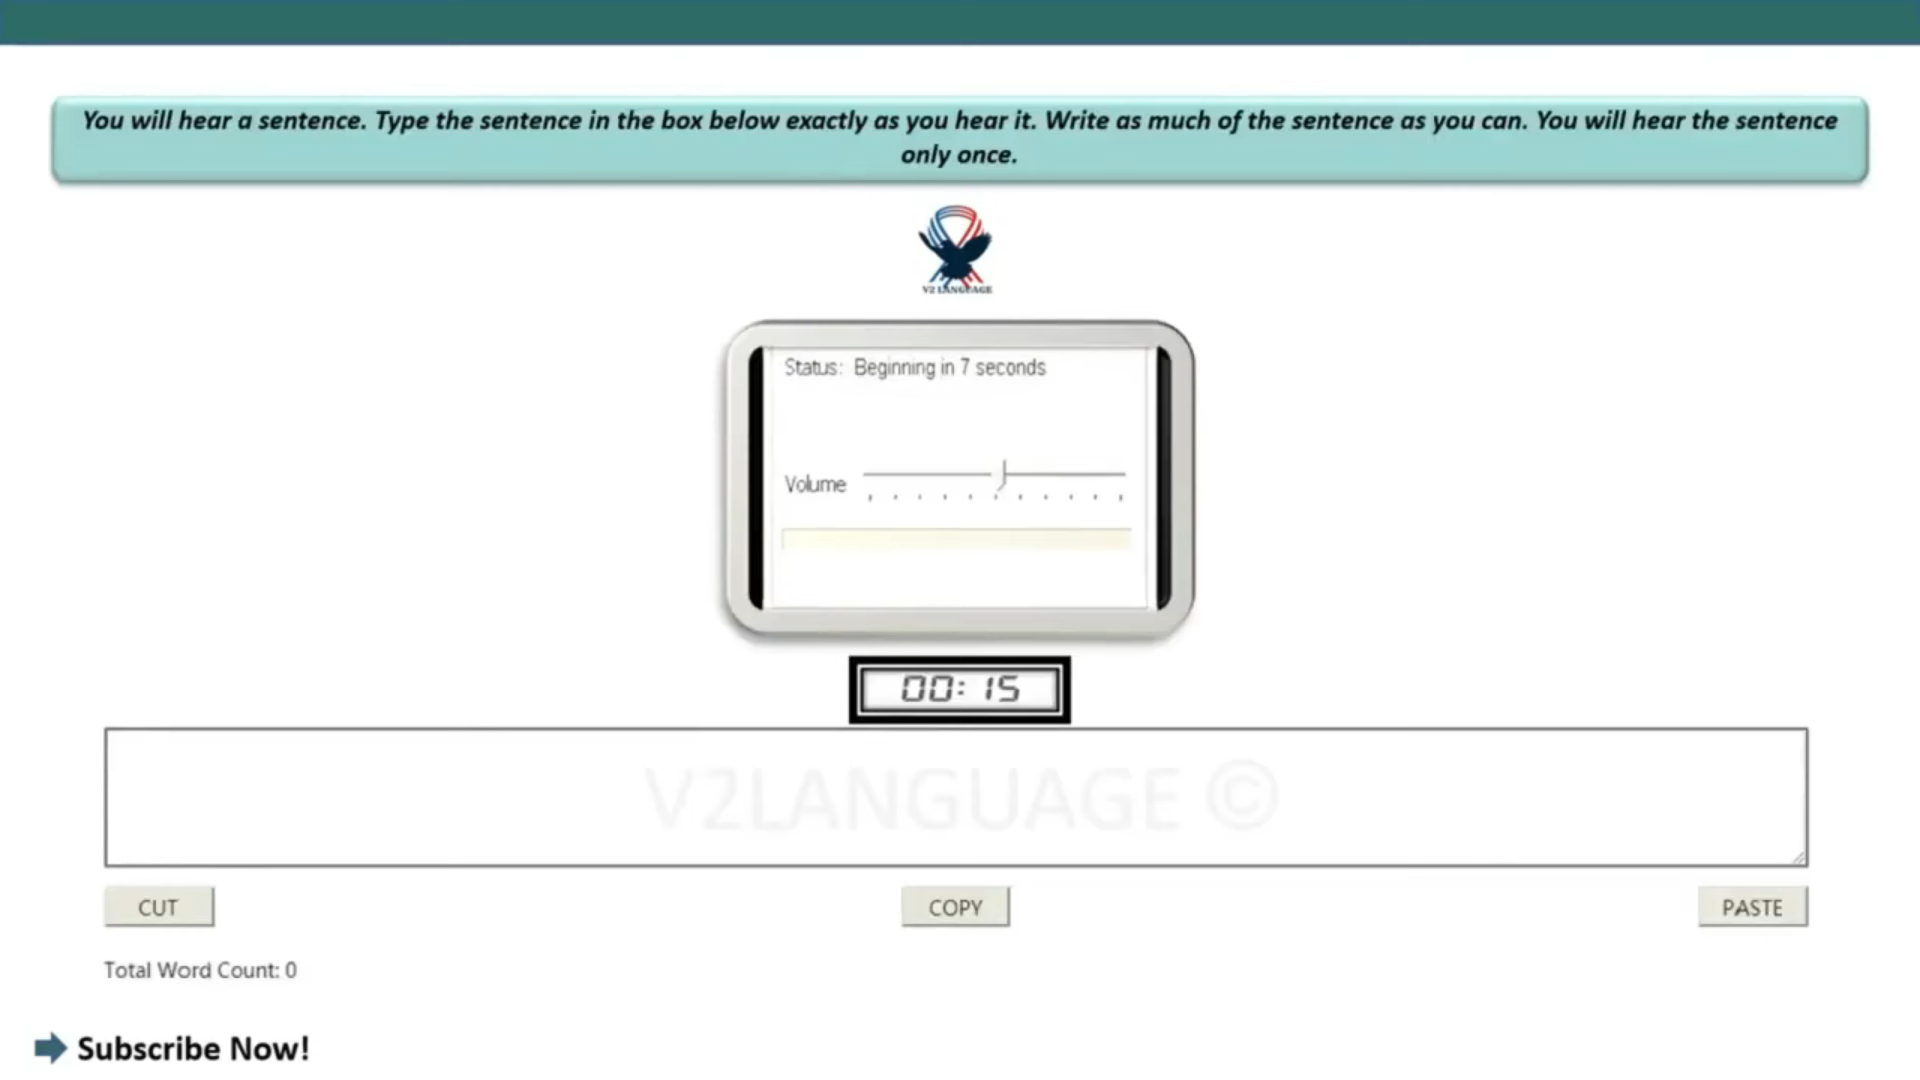 You will hear a sentence. Type the sentence in the box below exactly as you hear it. Write as much of the sentence as you can. You will hear the sentence
only once.
V2 LANGUAGE
Status: Beginning in 7 seconds
Volume
00:15
V2LANGUAGE ©
CUT
COPY
PASTE
Total Word Count: 0
Subscribe Now!